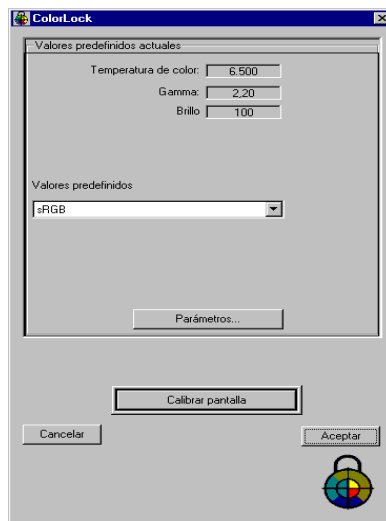 ColorLock
Valores predefinidos actuales
Temperatura de color: 6.500
Gamma: 2,20
Brillo 100
Valores predefinidos
sRGB
Parámetros...
Calibrar pantalla
Cancelar Aceptar